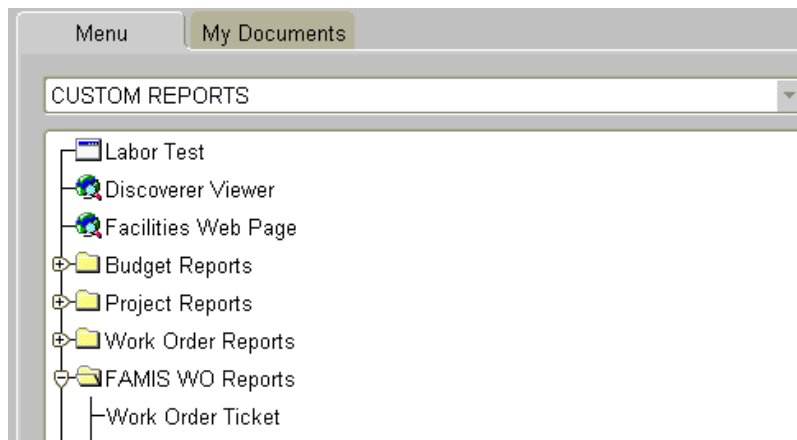 Menu
My Documents
CUSTOM REPORTS
Labor Test
Discoverer Viewer
Facilities Web Page
Budget Reports
Project Reports
Work Order Reports
FAMIS WO Reports
Work Order Ticket